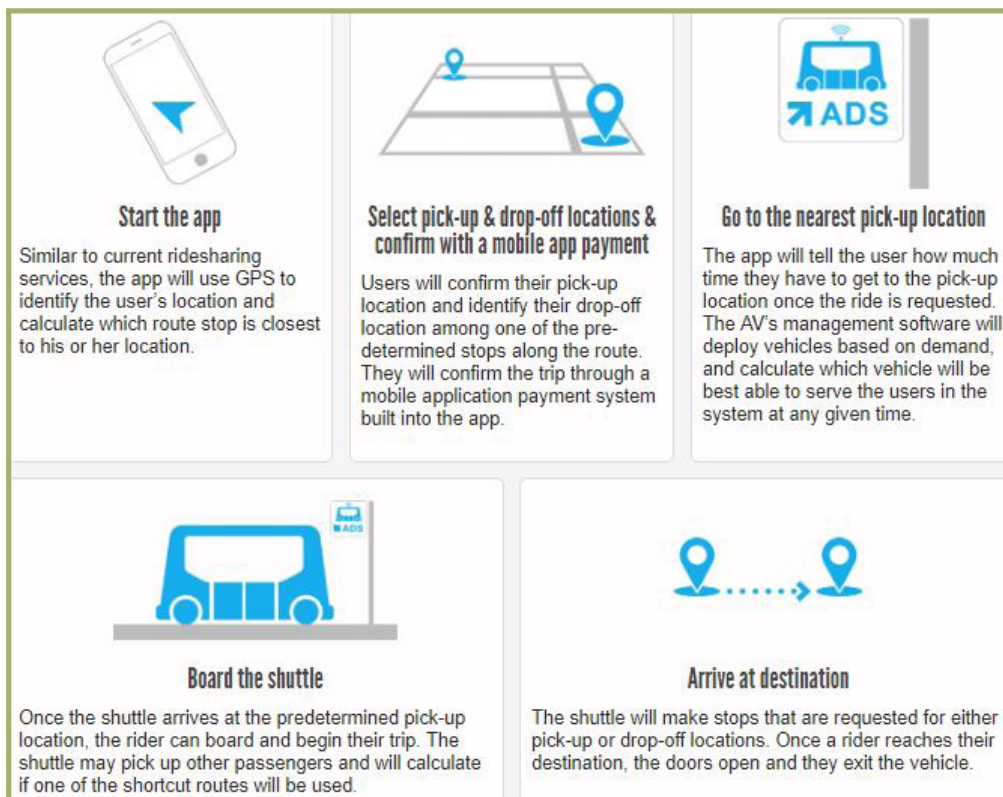 Start the app
Similar to current ridesharing
services, the app will use GPS to
identify the user's location and
calculate which route stop is closest
to his or her location.
Select pick-up & drop-off locations &
confirm with a mobile app payment
Users will confirm their pick-up
location and identify their drop-off
location among one of the pre-
determined stops along the route.
They will confirm the trip through a
mobile application payment system
built into the app.
ADS
Go to the nearest pick-up location
The app will tell the user how much
time they have to get to the pick-up
location once the ride is requested.
The AV's management software will
deploy vehicles based on demand,
and calculate which vehicle will be
best able to serve the users in the
system at any given time.
ADS
Board the shuttle
Once the shuttle arrives at the predetermined pick-up
location, the rider can board and begin their trip. The
shuttle may pick up other passengers and will calculate
if one of the shortcut routes will be used.
Arrive at destination
The shuttle will make stops that are requested for either
pick-up or drop-off locations. Once a rider reaches their
destination, the doors open and they exit the vehicle.